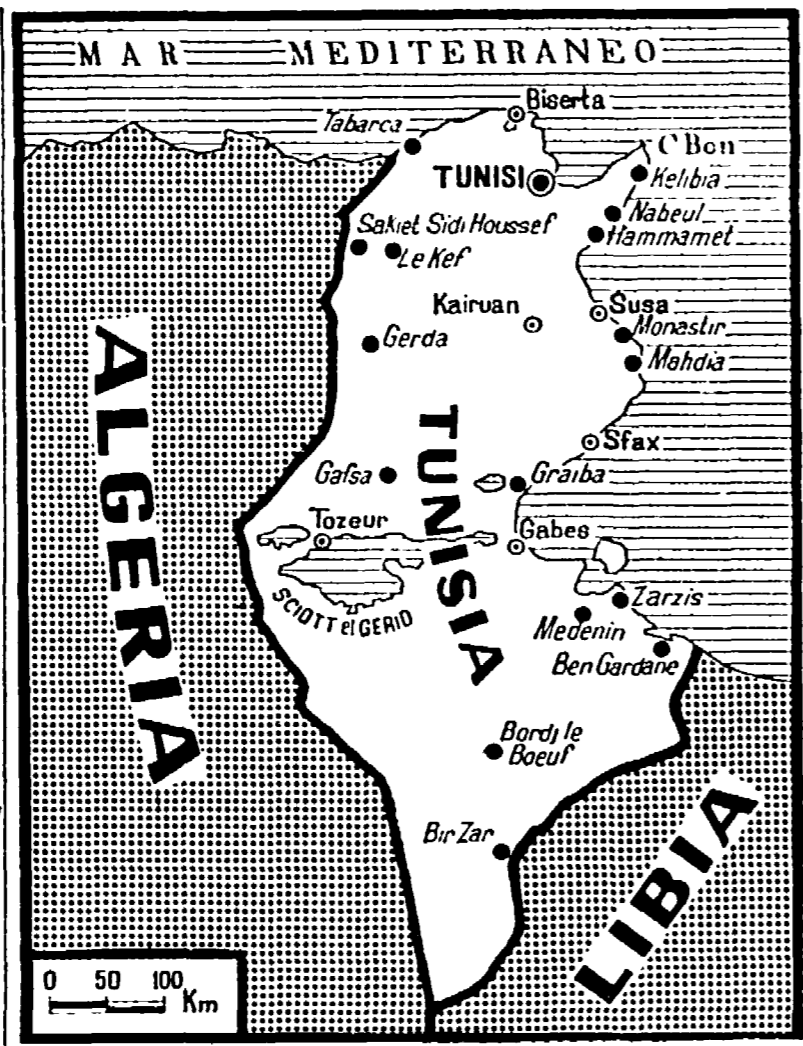 MAR MEDITERRANEO
Biserta
Tabarca
C Bon
TUNISI
Kelibia
Nabeul
Sakiet Sidi Houssef
Hammamet
Le Kef
Kairuan
Susa
Monastir
Gerda
Mahdia
ALGERIA
TUNISIA
Sfax
Gafsa
Graiba
Tozeur
Gabes
SCIOTT el GERID
Zarzis
Medenin
Ben Gardane
Bordj le
Boeuf
Bir Zar
LIBIA
0 50 100
Km